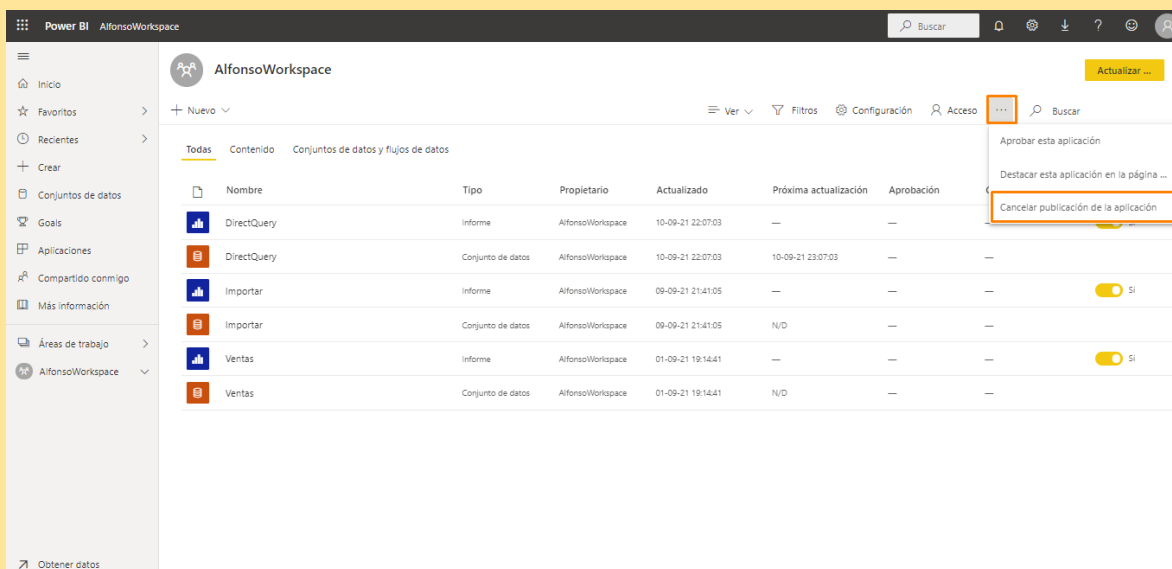 Power BI AlfonsoWorkspace Buscar
AlfonsoWorkspace Actualizar ...
Inicio
Favoritos
Recientes
Crear
Conjuntos de datos
Goals
Aplicaciones
Compartido conmigo
Más información
Áreas de trabajo
AlfonsoWorkspace
Obtener datos
Nuevo Ver Filtros Configuración Acceso ... Buscar
Aprobar esta aplicación
Destacar esta aplicación en la página ...
Cancelar publicación de la aplicación
Todas Contenido Conjuntos de datos y flujos de datos
Nombre Tipo Propietario Actualizado Próxima actualización Aprobación
DirectQuery Informe AlfonsoWorkspace 10-09-21 22:07:03 — —
DirectQuery Conjunto de datos AlfonsoWorkspace 10-09-21 22:07:03 10-09-21 23:07:03 — —
Importar Informe AlfonsoWorkspace 09-09-21 21:41:05 — — — Sí
Importar Conjunto de datos AlfonsoWorkspace 09-09-21 21:41:05 N/D — —
Ventas Informe AlfonsoWorkspace 01-09-21 19:14:41 — — — Sí
Ventas Conjunto de datos AlfonsoWorkspace 01-09-21 19:14:41 N/D — —